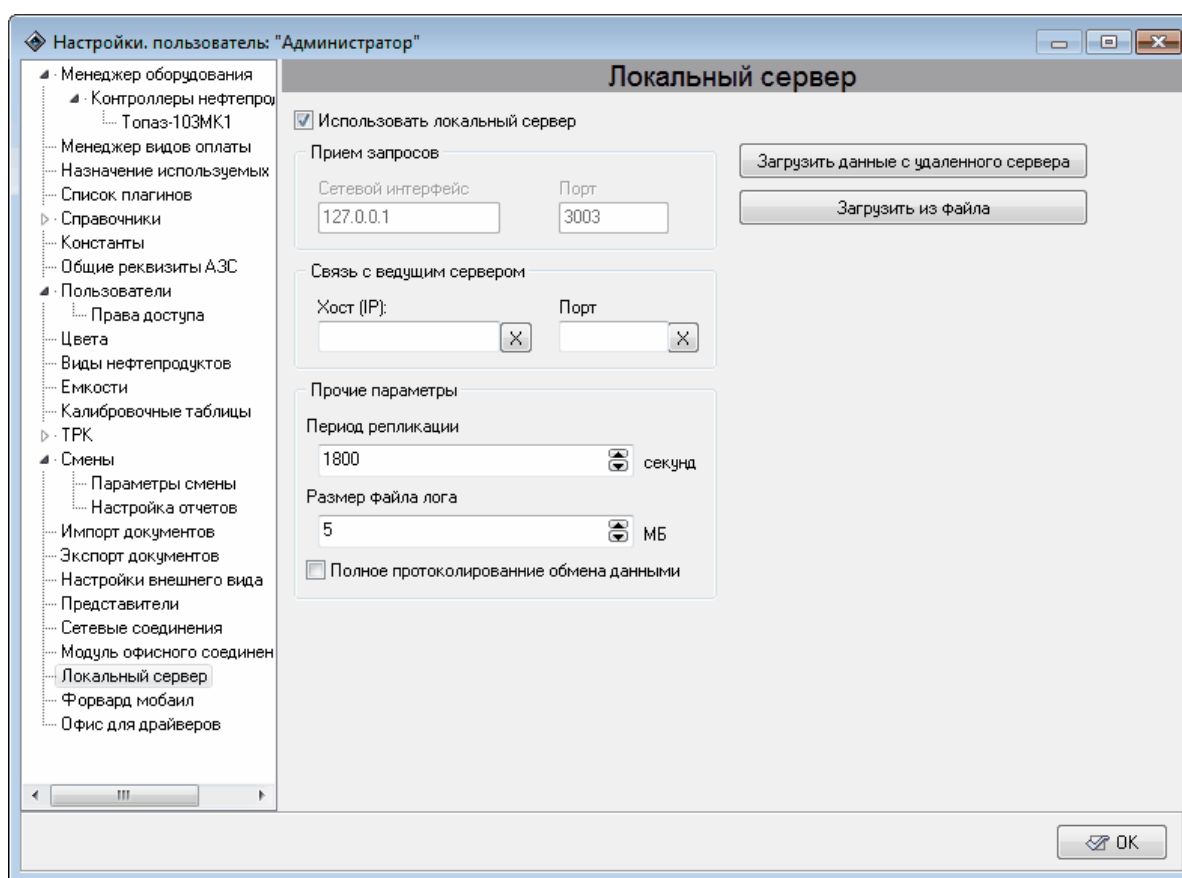 Настройки. пользователь: "Администратор"
Менеджер оборудования
Контроллеры нефтепрод
Топаз-103МК1
Менеджер видов оплаты
Назначение используемых
Список плагинов
Справочники
Константы
Общие реквизиты АЗС
Пользователи
Права доступа
Цвета
Виды нефтепродуктов
Емкости
Калибровочные таблицы
ТРК
Смены
Параметры смены
Настройка отчетов
Импорт документов
Экспорт документов
Настройки внешнего вида
Представители
Сетевые соединения
Модуль офисного соединен
Локальный сервер
Форвард мобаил
Офис для драйверов
Локальный сервер
Использовать локальный сервер
Прием запросов
Сетевой интерфейс Порт
127.0.0.1 3003
Загрузить данные с удаленного сервера
Загрузить из файла
Связь с ведущим сервером
Хост (IP): Порт
X X
Прочие параметры
Период репликации
1800 секунд
Размер файла лога
5 МБ
Полное протоколированние обмена данными
OK